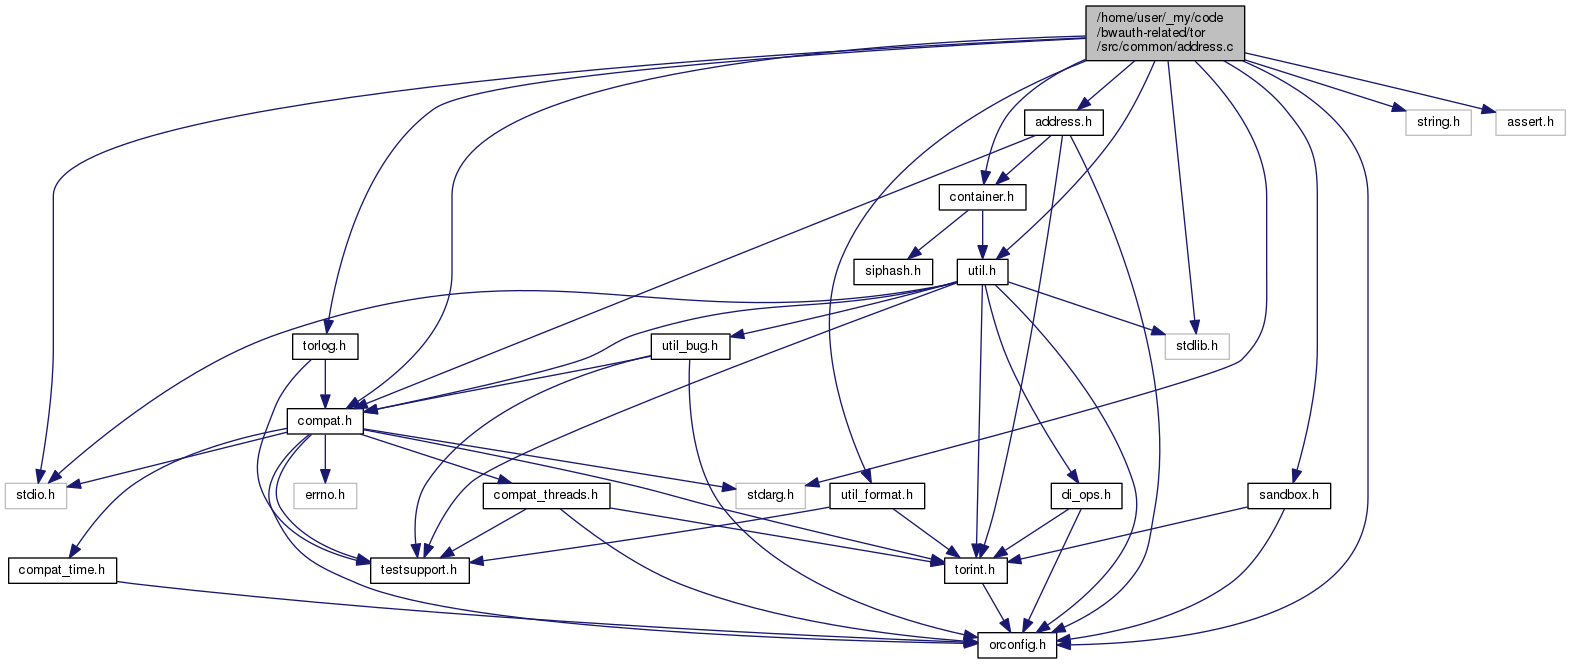 /home/user/_my/code
/bwauth-related/tor
/src/common/address.c
address.h
string.h
assert.h
container.h
siphash.h
util.h
torlog.h
util_bug.h
stdlib.h
compat.h
stdio.h
errno.h
compat_threads.h
stdarg.h
util_format.h
di_ops.h
sandbox.h
compat_time.h
testsupport.h
torint.h
orconfig.h